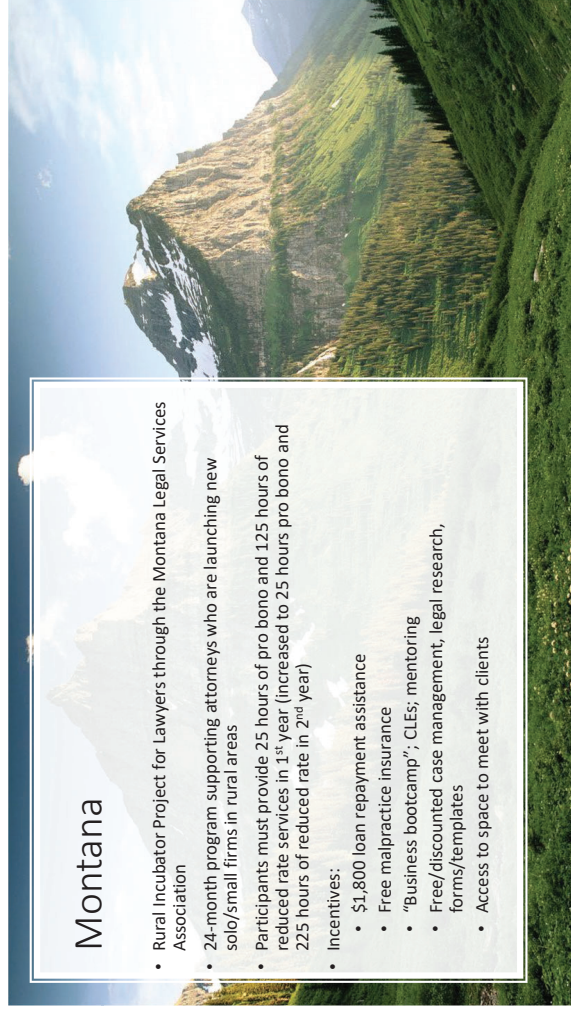 Montana
• Rural Incubator Project for Lawyers through the Montana Legal Services
Association
• 24-month program supporting attorneys who are launching new
solo/small firms in rural areas
• Participants must provide 25 hours of pro bono and 125 hours of
reduced rate services in 1st year (increased to 25 hours pro bono and
225 hours of reduced rate in 2nd year)
• Incentives:
• $1,800 loan repayment assistance
• Free malpractice insurance
• “Business bootcamp”; CLEs; mentoring
• Free/discounted case management, legal research,
forms/templates
• Access to space to meet with clients